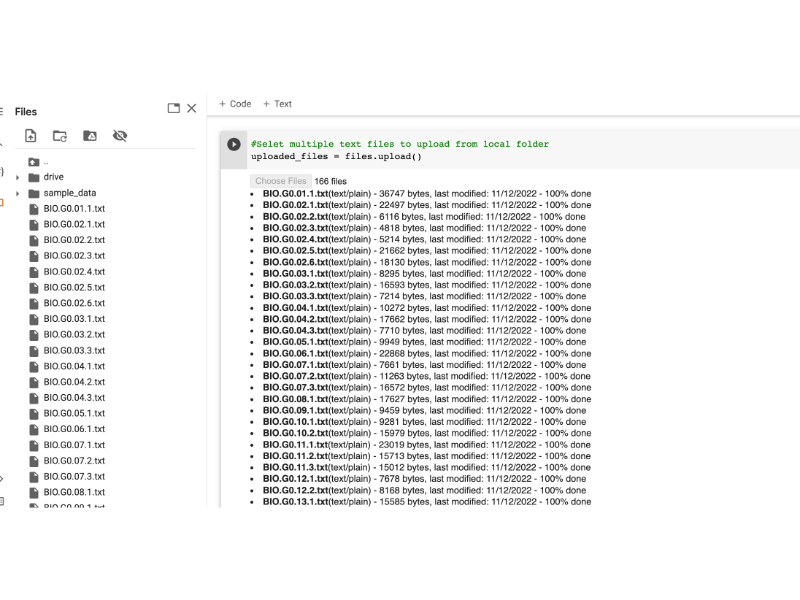 Files
..
drive
sample_data
BIO.G0.01.1.txt
BIO.G0.02.1.txt
BIO.G0.02.2.txt
BIO.G0.02.3.txt
BIO.G0.02.4.txt
BIO.G0.02.5.txt
BIO.G0.02.6.txt
BIO.G0.03.1.txt
BIO.G0.03.2.txt
BIO.G0.03.3.txt
BIO.G0.04.1.txt
BIO.G0.04.2.txt
BIO.G0.04.3.txt
BIO.G0.05.1.txt
BIO.G0.06.1.txt
BIO.G0.07.1.txt
BIO.G0.07.2.txt
BIO.G0.07.3.txt
BIO.G0.08.1.txt
BIO.G0.09.1.txt
+ Code + Text
#Selet multiple text files to upload from local folder
uploaded_files = files.upload()
Choose Files 166 files
BIO.G0.01.1.txt(text/plain) - 36747 bytes, last modified: 11/12/2022 - 100% done
BIO.G0.02.1.txt(text/plain) - 22497 bytes, last modified: 11/12/2022 - 100% done
BIO.G0.02.2.txt(text/plain) - 6116 bytes, last modified: 11/12/2022 - 100% done
BIO.G0.02.3.txt(text/plain) - 4818 bytes, last modified: 11/12/2022 - 100% done
BIO.G0.02.4.txt(text/plain) - 5214 bytes, last modified: 11/12/2022 - 100% done
BIO.G0.02.5.txt(text/plain) - 21662 bytes, last modified: 11/12/2022 - 100% done
BIO.G0.02.6.txt(text/plain) - 18130 bytes, last modified: 11/12/2022 - 100% done
BIO.G0.03.1.txt(text/plain) - 8295 bytes, last modified: 11/12/2022 - 100% done
BIO.G0.03.2.txt(text/plain) - 16593 bytes, last modified: 11/12/2022 - 100% done
BIO.G0.03.3.txt(text/plain) - 7214 bytes, last modified: 11/12/2022 - 100% done
BIO.G0.04.1.txt(text/plain) - 10272 bytes, last modified: 11/12/2022 - 100% done
BIO.G0.04.2.txt(text/plain) - 17662 bytes, last modified: 11/12/2022 - 100% done
BIO.G0.04.3.txt(text/plain) - 7710 bytes, last modified: 11/12/2022 - 100% done
BIO.G0.05.1.txt(text/plain) - 9949 bytes, last modified: 11/12/2022 - 100% done
BIO.G0.06.1.txt(text/plain) - 22868 bytes, last modified: 11/12/2022 - 100% done
BIO.G0.07.1.txt(text/plain) - 7661 bytes, last modified: 11/12/2022 - 100% done
BIO.G0.07.2.txt(text/plain) - 11263 bytes, last modified: 11/12/2022 - 100% done
BIO.G0.07.3.txt(text/plain) - 16572 bytes, last modified: 11/12/2022 - 100% done
BIO.G0.08.1.txt(text/plain) - 17627 bytes, last modified: 11/12/2022 - 100% done
BIO.G0.09.1.txt(text/plain) - 9459 bytes, last modified: 11/12/2022 - 100% done
BIO.G0.10.1.txt(text/plain) - 9281 bytes, last modified: 11/12/2022 - 100% done
BIO.G0.10.2.txt(text/plain) - 15979 bytes, last modified: 11/12/2022 - 100% done
BIO.G0.11.1.txt(text/plain) - 23019 bytes, last modified: 11/12/2022 - 100% done
BIO.G0.11.2.txt(text/plain) - 15713 bytes, last modified: 11/12/2022 - 100% done
BIO.G0.11.3.txt(text/plain) - 15012 bytes, last modified: 11/12/2022 - 100% done
BIO.G0.12.1.txt(text/plain) - 7678 bytes, last modified: 11/12/2022 - 100% done
BIO.G0.12.2.txt(text/plain) - 8168 bytes, last modified: 11/12/2022 - 100% done
BIO.G0.13.1.txt(text/plain) - 15585 bytes, last modified: 11/12/2022 - 100% done